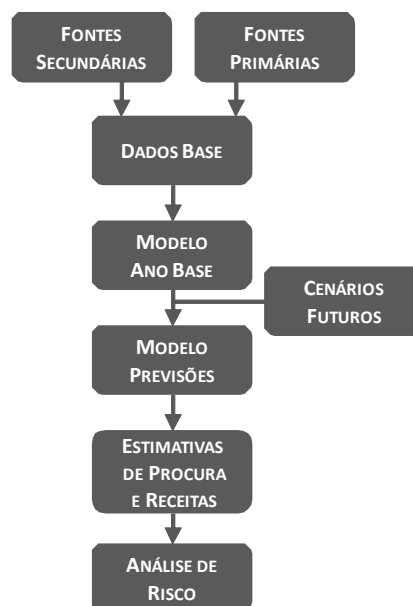 FONTES
SECUNDÁRIAS
FONTES
PRIMÁRIAS
DADOS BASE
MODELO
ANO BASE
CENÁRIOS
FUTUROS
MODELO
PREVISÕES
ESTIMATIVAS
DE PROCURA
E RECEITAS
ANÁLISE DE
RISCO